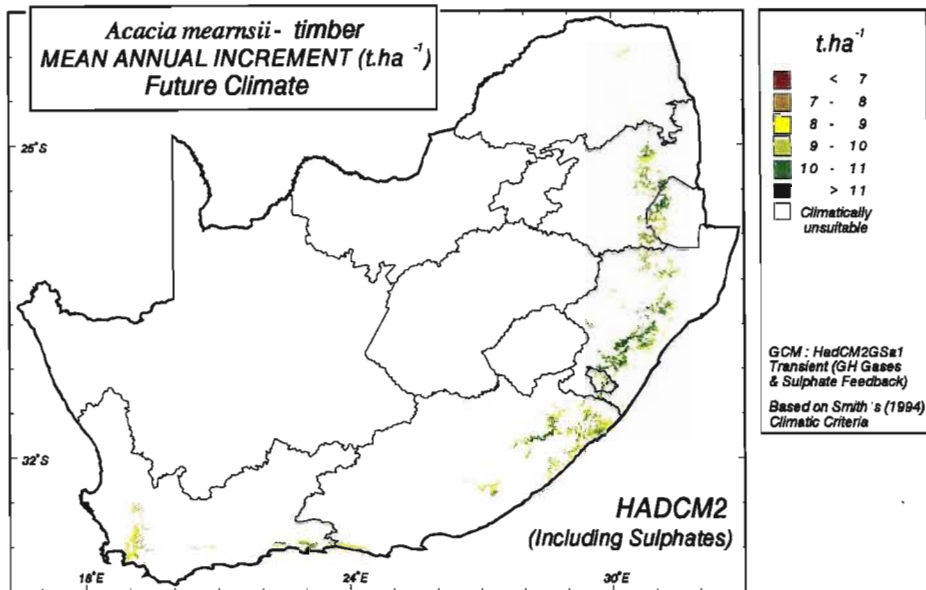 Acacia mearnsii - timber
MEAN ANNUAL INCREMENT (t.ha⁻¹)
Future Climate
25°S
32°S
18°E
24°E
30°E
HADCM2
(Including Sulphates)
t.ha⁻¹
< 7
7 - 8
8 - 9
9 - 10
10 - 11
> 11
Climatically
unsuitable
GCM : HadCM2GSa1
Transient (GH Gases
& Sulphate Feedback)
Based on Smith's (1994)
Climatic Criteria